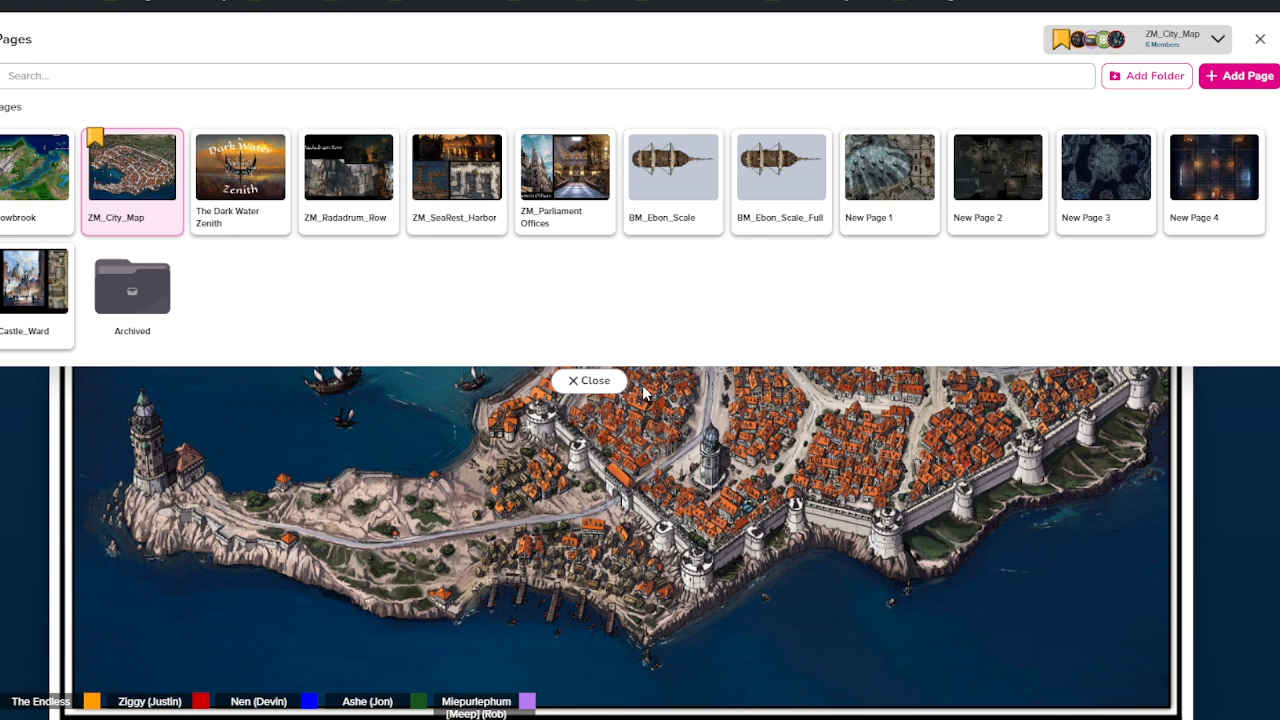 Pages
ZM_City_Map
6 Members
Search...
Add Folder
Add Page
ages
owbrook
ZM_City_Map
Dark Water
Zenith
The Dark Water
Zenith
Radadrum Row
ZM_Radadrum_Row
ZM_SeaRest_Harbor
ZM_Parliament
Offices
BM_Ebon_Scale
BM_Ebon_Scale_Full
New Page 1
New Page 2
New Page 3
New Page 4
Castle_Ward
Archived
Close
The Endless
Ziggy (Justin)
Nen (Devin)
Ashe (Jon)
Miepurlephum
[Meep] (Rob)